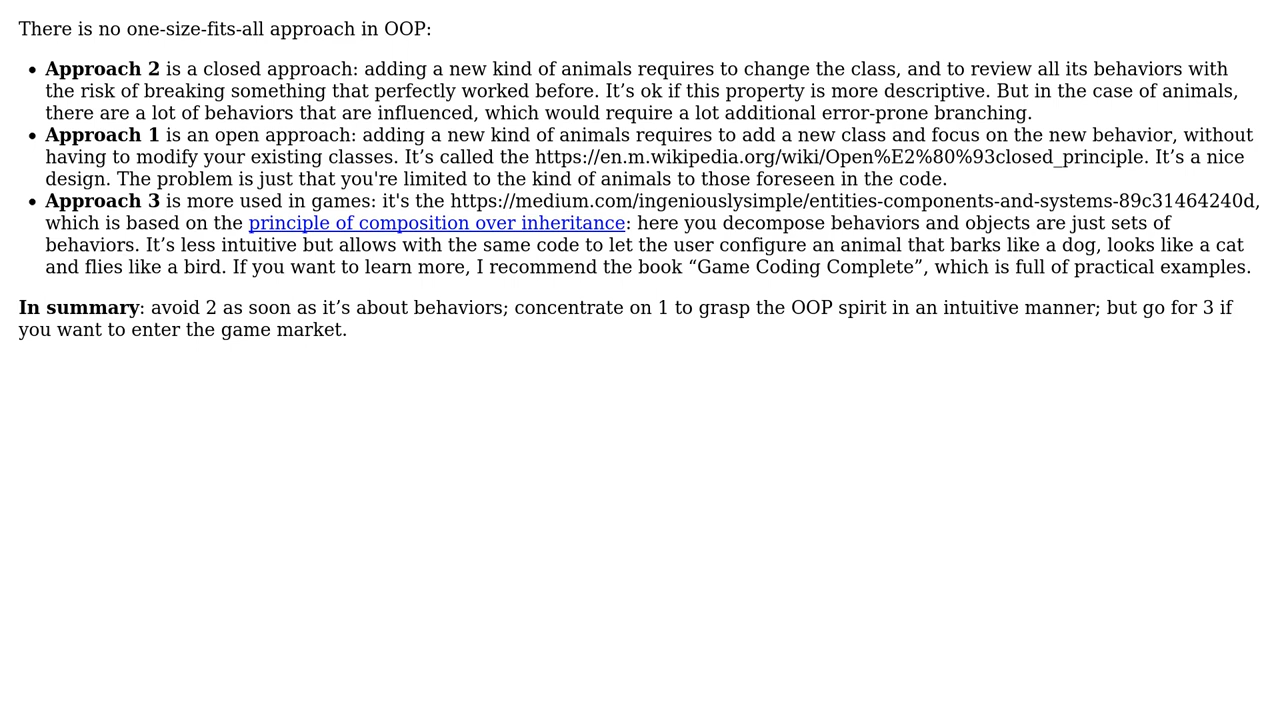 There is no one-size-fits-all approach in OOP:
• Approach 2 is a closed approach: adding a new kind of animals requires to change the class, and to review all its behaviors with
the risk of breaking something that perfectly worked before. It’s ok if this property is more descriptive. But in the case of animals,
there are a lot of behaviors that are influenced, which would require a lot additional error-prone branching.
• Approach 1 is an open approach: adding a new kind of animals requires to add a new class and focus on the new behavior, without
having to modify your existing classes. It’s called the https://en.m.wikipedia.org/wiki/Open%E2%80%93closed_principle. It’s a nice
design. The problem is just that you're limited to the kind of animals to those foreseen in the code.
• Approach 3 is more used in games: it's the https://medium.com/ingeniouslysimple/entities-components-and-systems-89c31464240d,
which is based on the principle of composition over inheritance: here you decompose behaviors and objects are just sets of
behaviors. It’s less intuitive but allows with the same code to let the user configure an animal that barks like a dog, looks like a cat
and flies like a bird. If you want to learn more, I recommend the book “Game Coding Complete”, which is full of practical examples.
In summary: avoid 2 as soon as it’s about behaviors; concentrate on 1 to grasp the OOP spirit in an intuitive manner; but go for 3 if
you want to enter the game market.